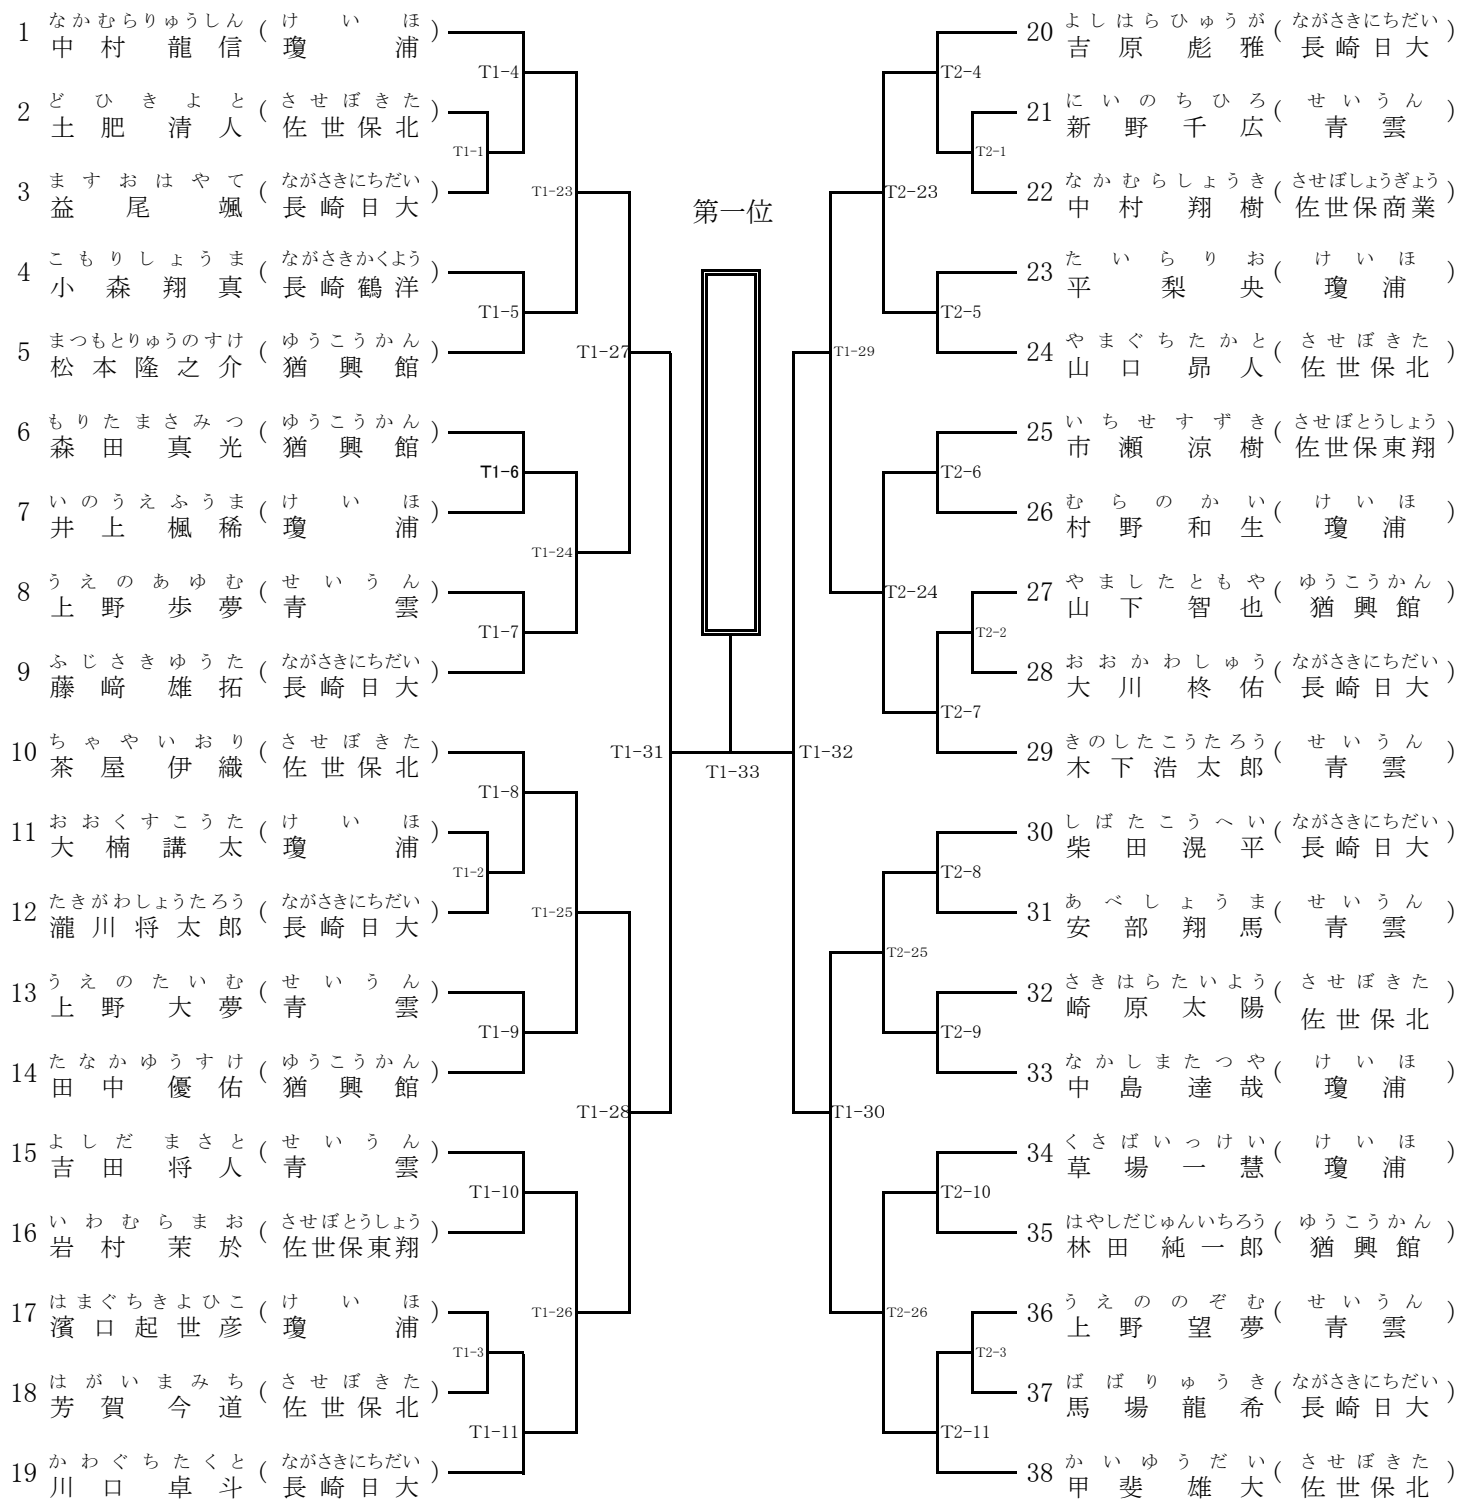 なかむらりゅうしん けいほ
1 中村龍信 ( 瓊浦 )
T1-4
どひきよと させぼきた
2 土肥清人 ( 佐世保北 )
T1-1
ますおはやて ながさきにちだい
3 益尾颯 ( 長崎日大 )
T1-23
こもりしょうま ながさきかくよう
4 小森翔真 ( 長崎鶴洋 )
T1-5
まつもとりゅうのすけ ゆうこうかん
5 松本隆之介 ( 猶興館 )
T1-27
もりたまさみつ ゆうこうかん
6 森田真光 ( 猶興館 )
T1-6
いのうえふうま けいほ
7 井上楓稀 ( 瓊浦 )
T1-24
うえのあゆむ せいうん
8 上野歩夢 ( 青雲 )
T1-7
ふじさきゆうた ながさきにちだい
9 藤﨑雄拓 ( 長崎日大 )
ちゃやいおり させぼきた
10 茶屋伊織 ( 佐世保北 )
T1-31
T1-8
おおくすこうた けいほ
11 大楠講太 ( 瓊浦 )
T1-2
たきがわしょうたろう ながさきにちだい
12 瀧川将太郎 ( 長崎日大 )
T1-25
うえのたいむ せいうん
13 上野大夢 ( 青雲 )
T1-9
たなかゆうすけ ゆうこうかん
14 田中優佑 ( 猶興館 )
T1-28
よしだまさと せいうん
15 吉田将人 ( 青雲 )
T1-10
いわむらまお させぼとうしょう
16 岩村茉於 ( 佐世保東翔 )
はまぐちきよひこ けいほ
17 濱口起世彦 ( 瓊浦 )
T1-26
T1-3
はがいまみち させぼきた
18 芳賀今道 ( 佐世保北 )
T1-11
かわぐちたくと ながさきにちだい
19 川口卓斗 ( 長崎日大 )
第一位
T1-33
よしはらひゅうが ながさきにちだい
20 吉原彪雅 ( 長崎日大 )
T2-4
にいのちひろ せいうん
21 新野千広 ( 青雲 )
T2-1
なかむらしょうき させぼしょうぎょう
22 中村翔樹 ( 佐世保商業 )
T2-23
たいらりお けいほ
23 平梨央 ( 瓊浦 )
T2-5
やまぐちたかと させぼきた
24 山口昴人 ( 佐世保北 )
T1-29
いちせすずき させぼとうしょう
25 市瀬涼樹 ( 佐世保東翔 )
T2-6
むらのかい けいほ
26 村野和生 ( 瓊浦 )
やましたともや ゆうこうかん
27 山下智也 ( 猶興館 )
T2-24
T2-2
おおかわしゅう ながさきにちだい
28 大川柊佑 ( 長崎日大 )
T2-7
きのしたこうたろう せいうん
29 木下浩太郎 ( 青雲 )
T1-32
しばたこうへい ながさきにちだい
30 柴田滉平 ( 長崎日大 )
T2-8
あべしょうま せいうん
31 安部翔馬 ( 青雲 )
T2-25
さきはらたいよう させぼきた
32 崎原太陽 ( 佐世保北 )
T2-9
なかしまたつや けいほ
33 中島達哉 ( 瓊浦 )
T1-30
くさばいっけい けいほ
34 草場一慧 ( 瓊浦 )
T2-10
はやしだじゅんいちろう ゆうこうかん
35 林田純一郎 ( 猶興館 )
うえののぞむ せいうん
36 上野望夢 ( 青雲 )
T2-26
T2-3
ばばりゅうき ながさきにちだい
37 馬場龍希 ( 長崎日大 )
T2-11
かいゆうだい させぼきた
38 甲斐雄大 ( 佐世保北 )